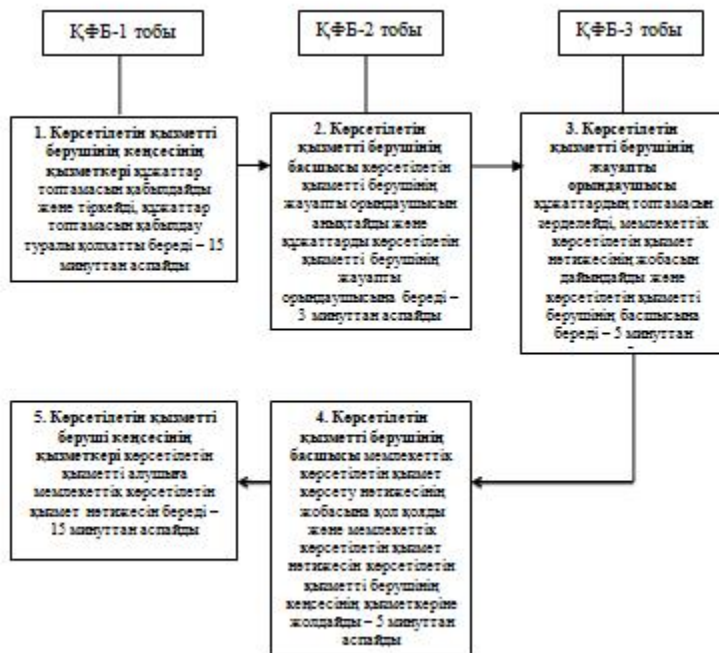 ҚФБ-1 тобы
ҚФБ-2 тобы
ҚФБ-3 тобы
1. Көрсетілетін қызметті
берушінің кеңсесінің
қызметкері құжаттар
топтамасын қабылдайды
және тіркейді, құжаттар
топтамасын қабылдау
туралы қолхатты береді – 15
минуттан аспайды
2. Көрсетілетін
қызметті берушінің
басшысы көрсетілетін
қызметті берушінің
жауапты орындаушысын
анықтайды және
құжаттарды көрсетілетін
қызметті берушінің
жауапты
орындаушысына береді –
3 минуттан аспайды
3. Көрсетілетін
қызметті берушінің
жауапты
орындаушысы
құжаттардың топтамасын
зерделейді, мемлекеттік
көрсетілетін қызмет
нәтижесінің жобасын
дайындайды және
көрсетілетін қызметті
берушінің басшысына
береді – 5 минуттан
5. Көрсетілетін қызметті
беруші кеңсесінің
қызметкері көрсетілетін
қызметті алушыға
мемлекеттік көрсетілетін
қызмет нәтижесін береді –
15 минуттан аспайды
4. Көрсетілетін
қызметті берушінің
басшысы мемлекеттік
көрсетілетін қызмет
көрсету нәтижесінің
жобасына қол қояды
және мемлекеттік
көрсетілетін қызмет
нәтижесін көрсетілетін
қызметті берушінің
кеңсесінің қызметкеріне
жолдайды – 5 минуттан
аспайды